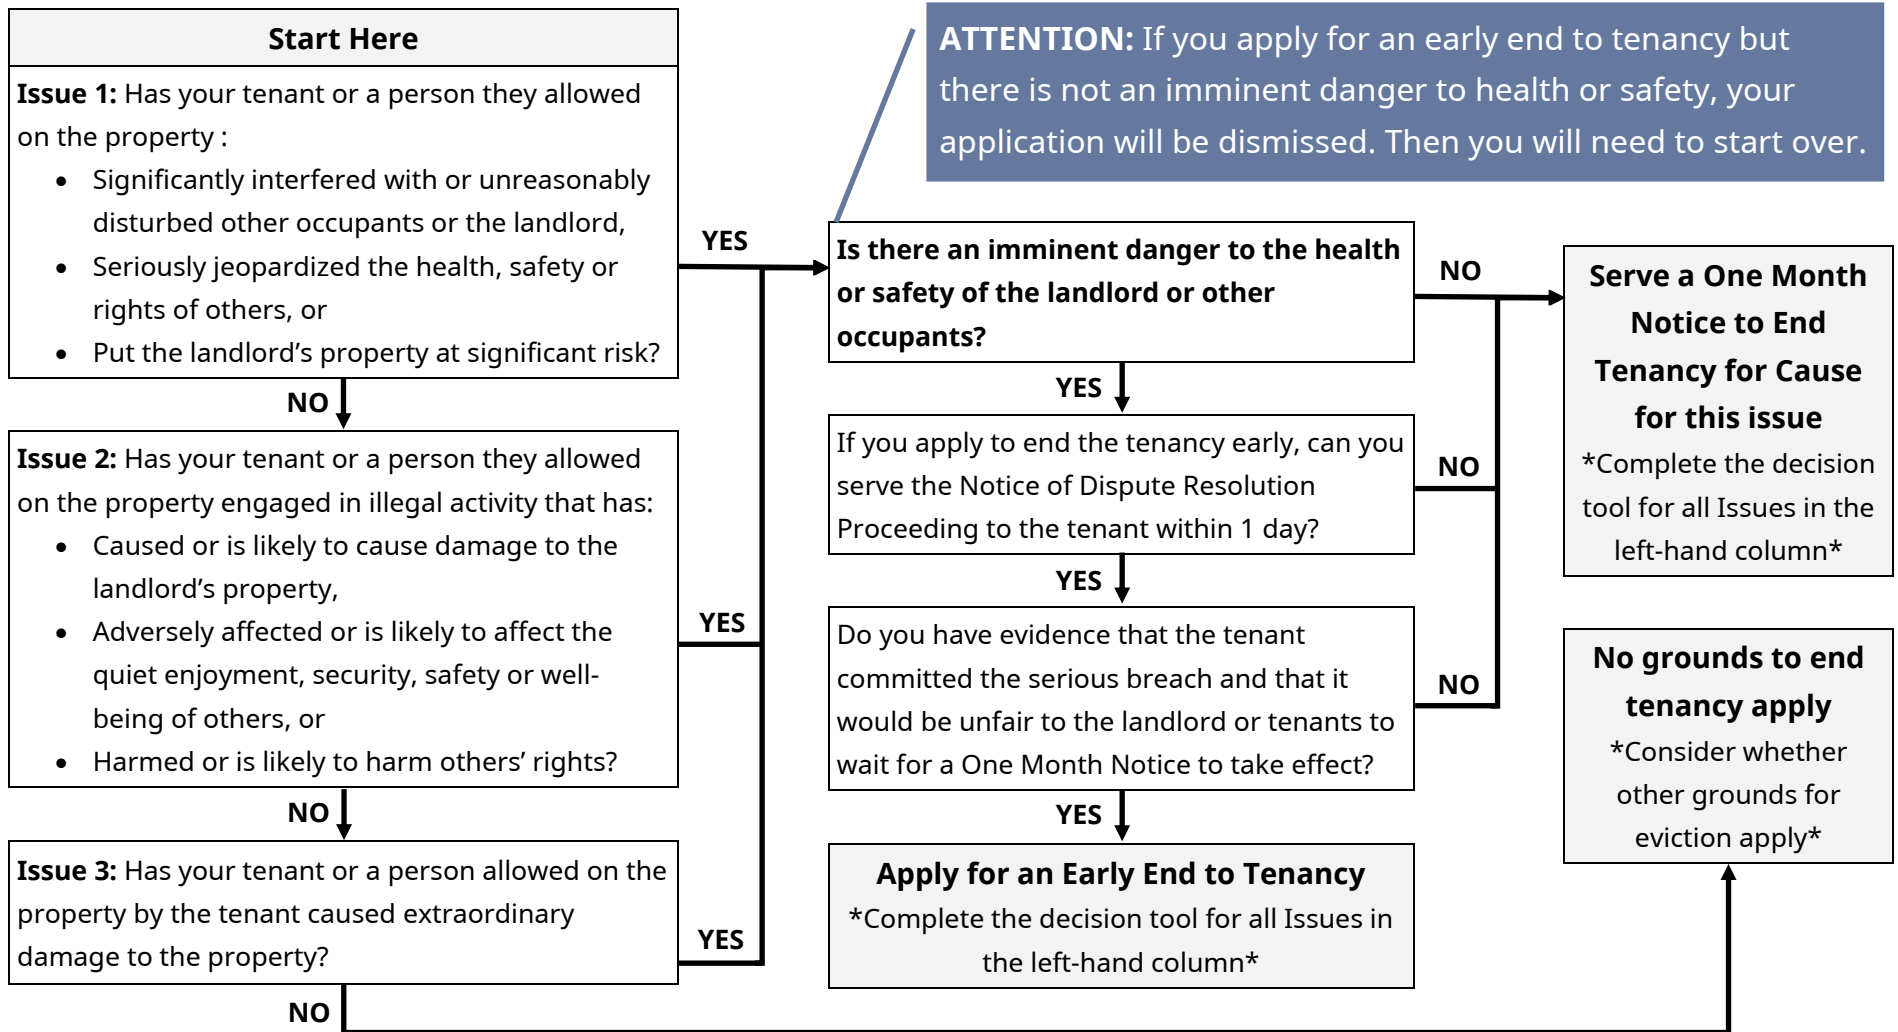 Start Here
Issue 1: Has your tenant or a person they allowed
on the property :
• Significantly interfered with or unreasonably
disturbed other occupants or the landlord,
• Seriously jeopardized the health, safety or
rights of others, or
• Put the landlord’s property at significant risk?
NO
Issue 2: Has your tenant or a person they allowed
on the property engaged in illegal activity that has:
• Caused or is likely to cause damage to the
landlord’s property,
• Adversely affected or is likely to affect the
quiet enjoyment, security, safety or well-
being of others, or
• Harmed or is likely to harm others’ rights?
NO
Issue 3: Has your tenant or a person allowed on the
property by the tenant caused extraordinary
damage to the property?
NO
YES
YES
YES
ATTENTION: If you apply for an early end to tenancy but
there is not an imminent danger to health or safety, your
application will be dismissed. Then you will need to start over.
Is there an imminent danger to the health
or safety of the landlord or other
occupants?
YES
If you apply to end the tenancy early, can you
serve the Notice of Dispute Resolution
Proceeding to the tenant within 1 day?
YES
Do you have evidence that the tenant
committed the serious breach and that it
would be unfair to the landlord or tenants to
wait for a One Month Notice to take effect?
YES
Apply for an Early End to Tenancy
*Complete the decision tool for all Issues in
the left-hand column*
NO
NO
NO
Serve a One Month
Notice to End
Tenancy for Cause
for this issue
*Complete the decision
tool for all Issues in the
left-hand column*
No grounds to end
tenancy apply
*Consider whether
other grounds for
eviction apply*